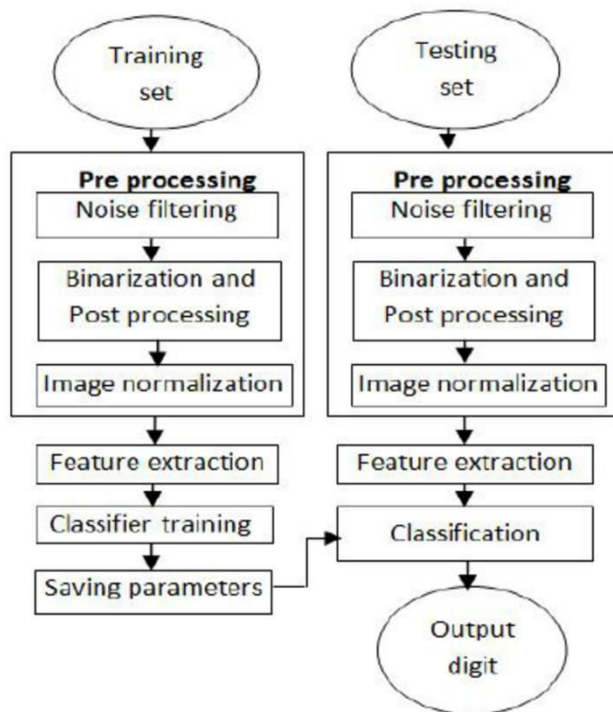 Training
set
Pre processing
Noise filtering
Binarization and
Post processing
Image normalization
Feature extraction
Classifier training
Saving parameters
Testing
set
Pre processing
Noise filtering
Binarization and
Post processing
Image normalization
Feature extraction
Classification
Output
digit